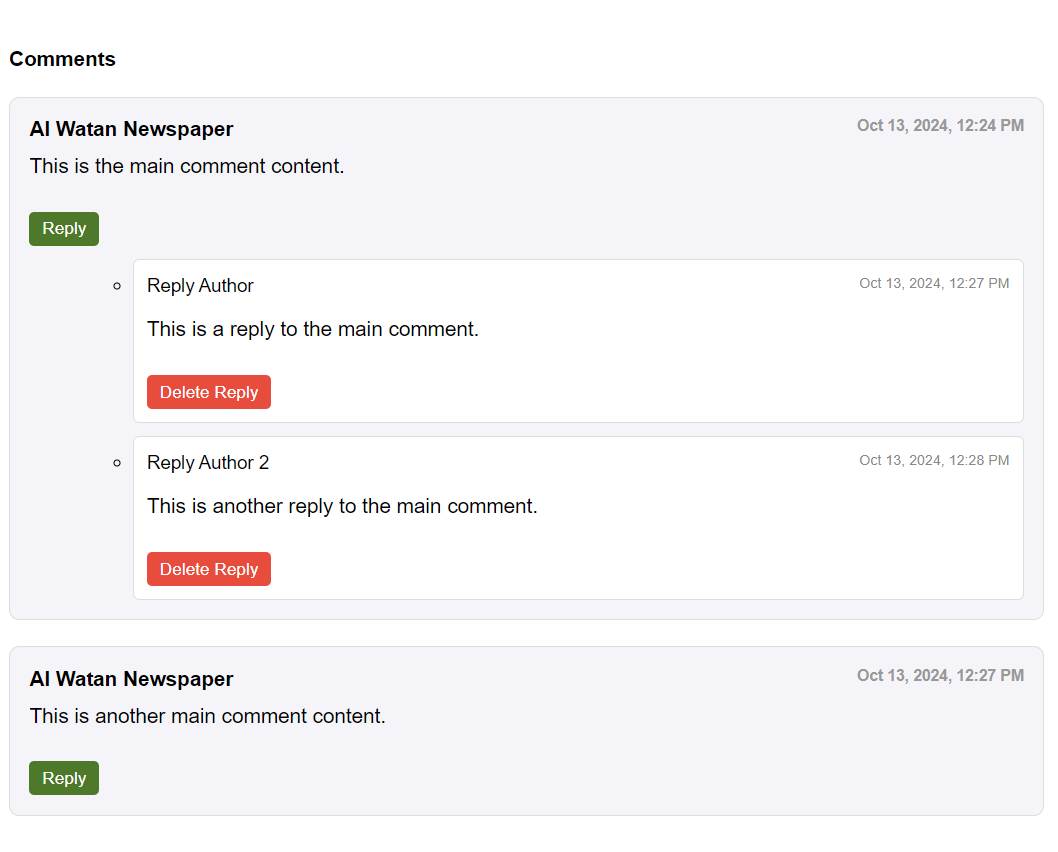 Comments
Al Watan Newspaper
Oct 13, 2024, 12:24 PM
This is the main comment content.
Reply
Reply Author
Oct 13, 2024, 12:27 PM
This is a reply to the main comment.
Delete Reply
Reply Author 2
Oct 13, 2024, 12:28 PM
This is another reply to the main comment.
Delete Reply
Al Watan Newspaper
Oct 13, 2024, 12:27 PM
This is another main comment content.
Reply